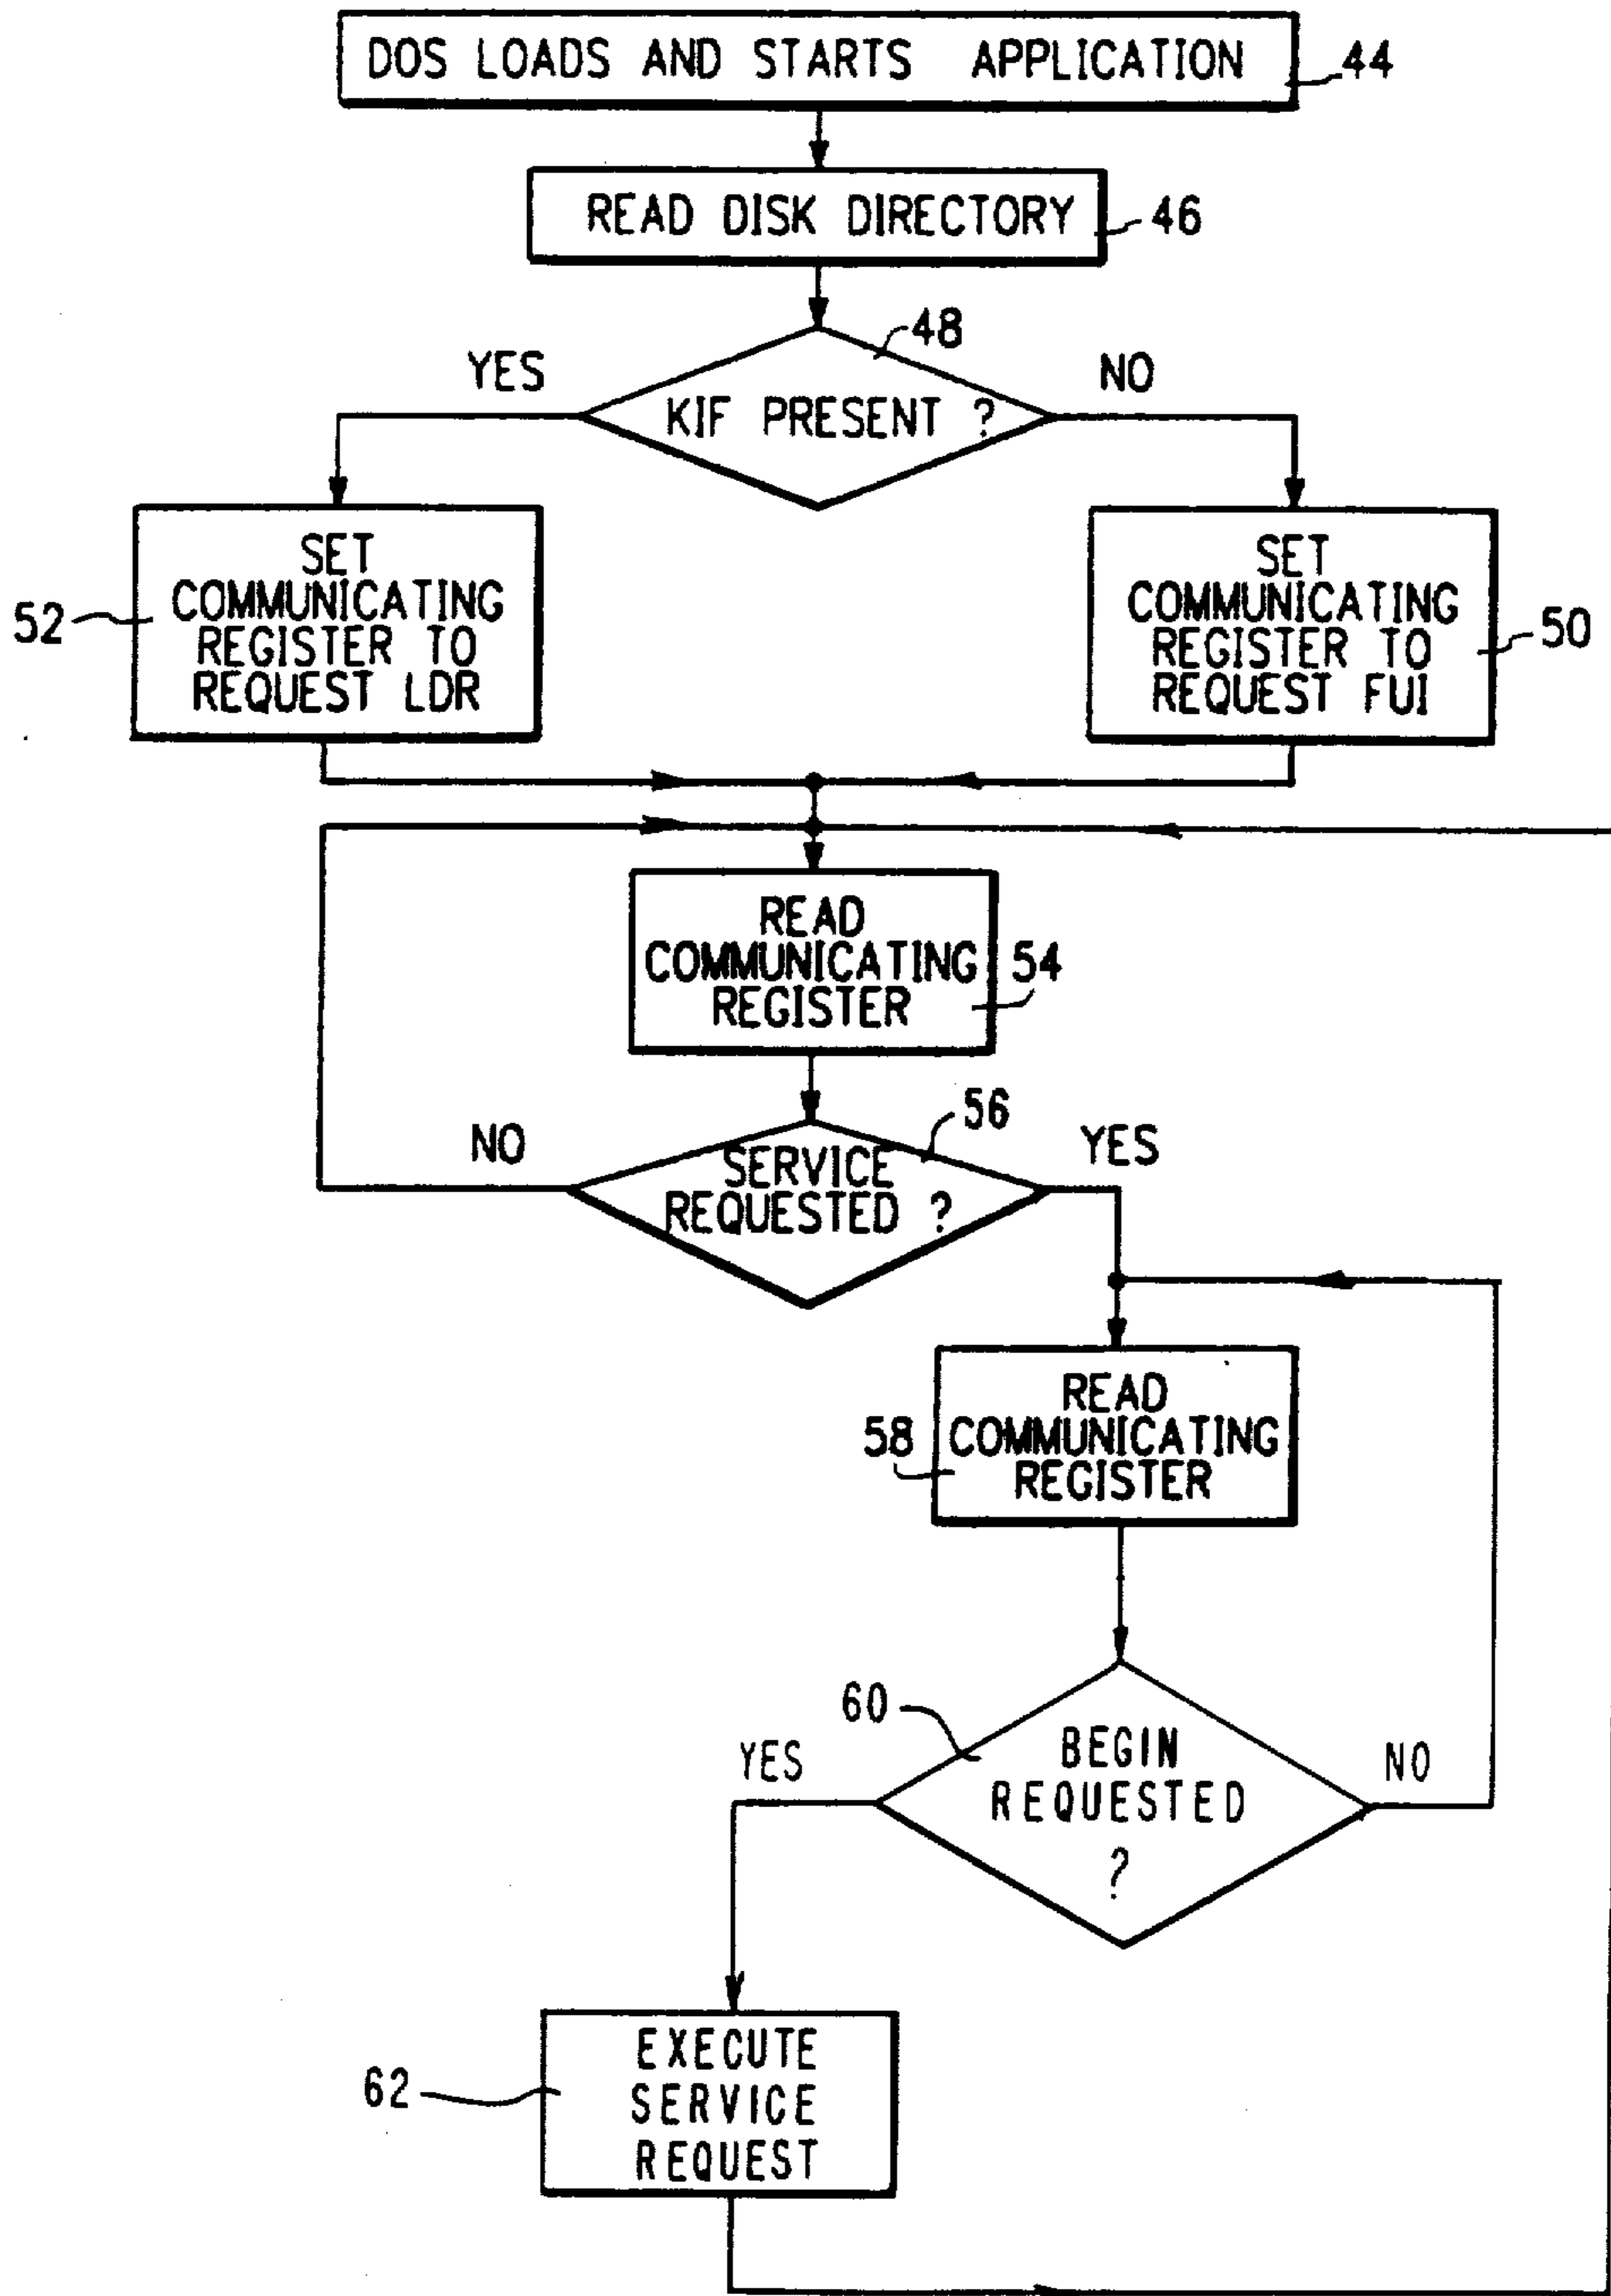 DOS LOADS AND STARTS APPLICATION
44
READ DISK DIRECTORY
46
48
YES
NO
KIF PRESENT ?
SET
COMMUNICATING
REGISTER TO
REQUEST LDR
52
SET
COMMUNICATING
REGISTER TO
REQUEST FUI
50
READ
COMMUNICATING
REGISTER
54
56
NO
YES
SERVICE
REQUESTED ?
READ
COMMUNICATING
REGISTER
58
60
YES
NO
BEGIN
REQUESTED
?
EXECUTE
SERVICE
REQUEST
62